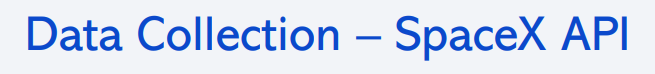 Data Collection – SpaceX API